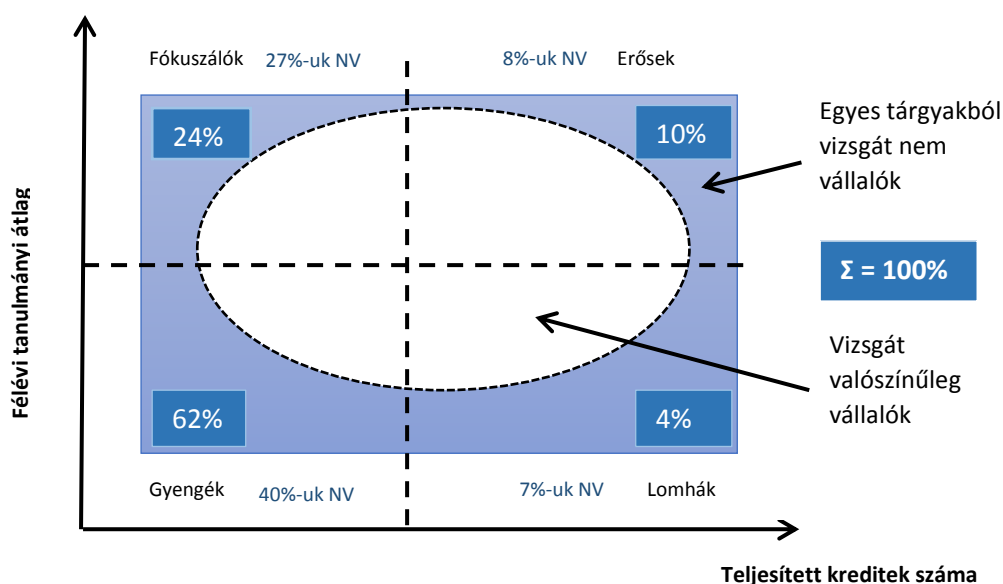 Fókuszálók 27%-uk NV 8%-uk NV Erősek
24% 10%
Egyes tárgyakból
vizsgát nem
vállalók
Félévi tanulmányi átlag
Σ = 100%
Vizsgát
valószínűleg
vállalók
62% 4%
Gyengék 40%-uk NV 7%-uk NV Lomhák
Teljesített kreditek száma